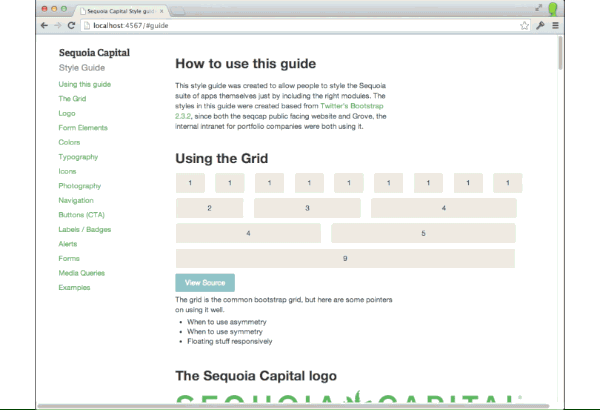 Sequoia Capital Style guide
localhost:4567/#guide
Sequoia Capital
Style Guide
Using this guide
The Grid
Logo
Form Elements
Colors
Typography
Icons
Photography
Navigation
Buttons (CTA)
Labels / Badges
Alerts
Forms
Media Queries
Examples
How to use this guide
This style guide was created to allow people to style the Sequoia
suite of apps themselves just by including the right modules. The
styles in this guide were created based from Twitter's Bootstrap
2.3.2, since both the seqcap public facing website and Grove, the
internal intranet for portfolio companies were both using it.
Using the Grid
1 1 1 1 1 1 1 1 1
2 3 4
4 5
9
View Source
The grid is the common bootstrap grid, but here are some pointers
on using it well.
• When to use asymmetry
• When to use symmetry
• Floating stuff responsively
The Sequoia Capital logo
SEQUOIA CAPITAL